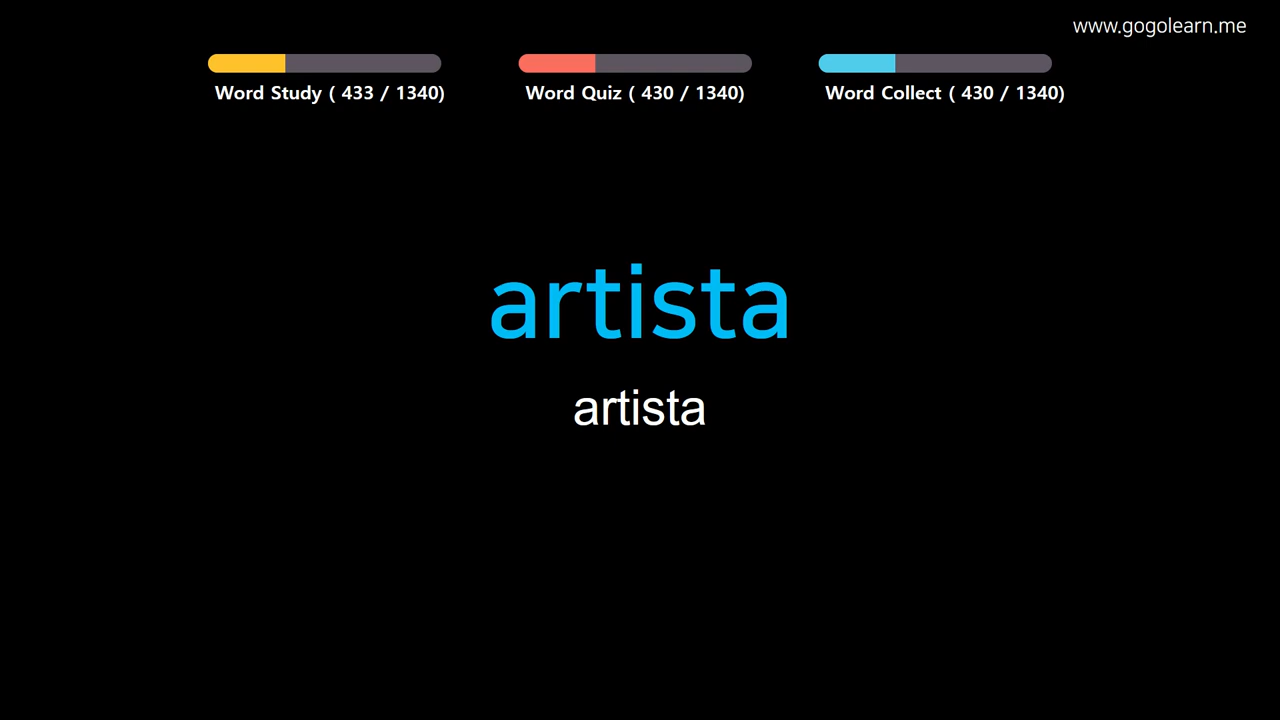 www.gogolearn.me
Word Study ( 433 / 1340)
Word Quiz ( 430 / 1340)
Word Collect ( 430 / 1340)
artista
artista